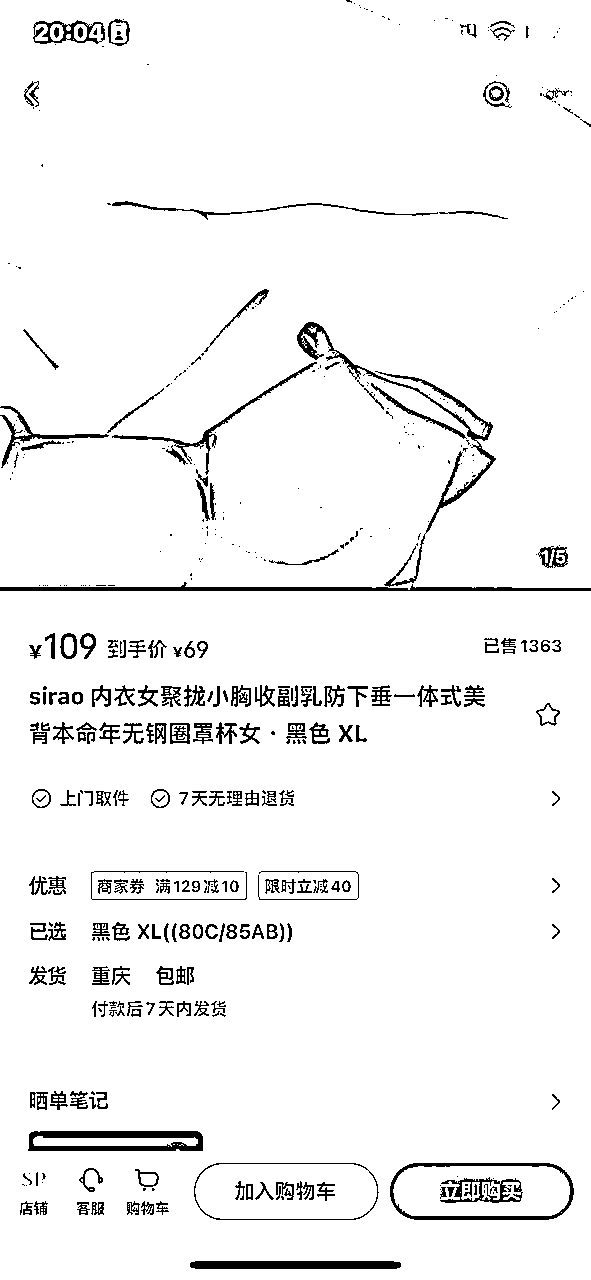 20:04
1/5
¥109 到手价 ¥69
已售1363
sirao 内衣女聚拢小胸收副乳防下垂一体式美
背本命年无钢圈罩杯女 · 黑色 XL
上门取件 7天无理由退货
优惠 商家券 满129减10 限时立减40
已选 黑色 XL((80C/85AB))
发货 重庆 包邮
付款后7天内发货
晒单笔记
SP
店铺 客服 购物车 加入购物车 立即购买